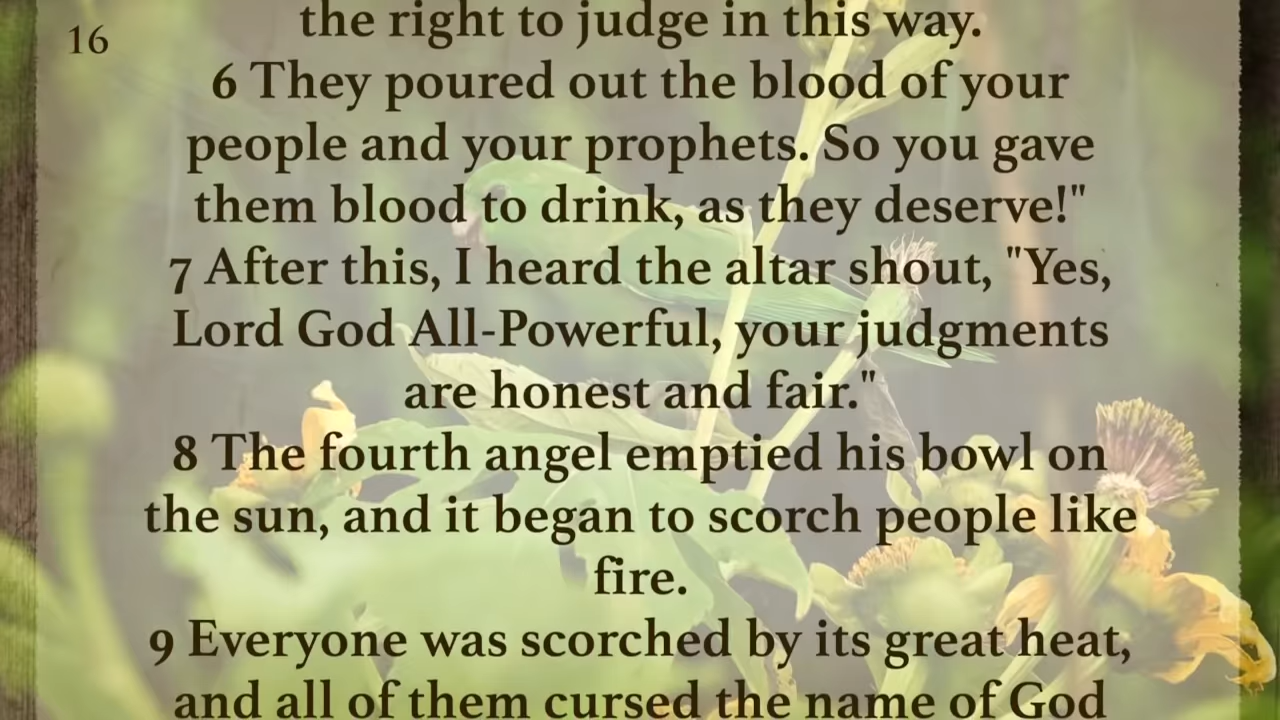 the right to judge in this way.
16
6 They poured out the blood of your
people and your prophets. So you gave
them blood to drink, as they deserve!"
7 After this, I heard the altar shout, "Yes,
Lord God All-Powerful, your judgments
are honest and fair."
8 The fourth angel emptied his bowl on
the sun, and it began to scorch people like
fire.
9 Everyone was scorched by its great heat,
and all of them cursed the name of God